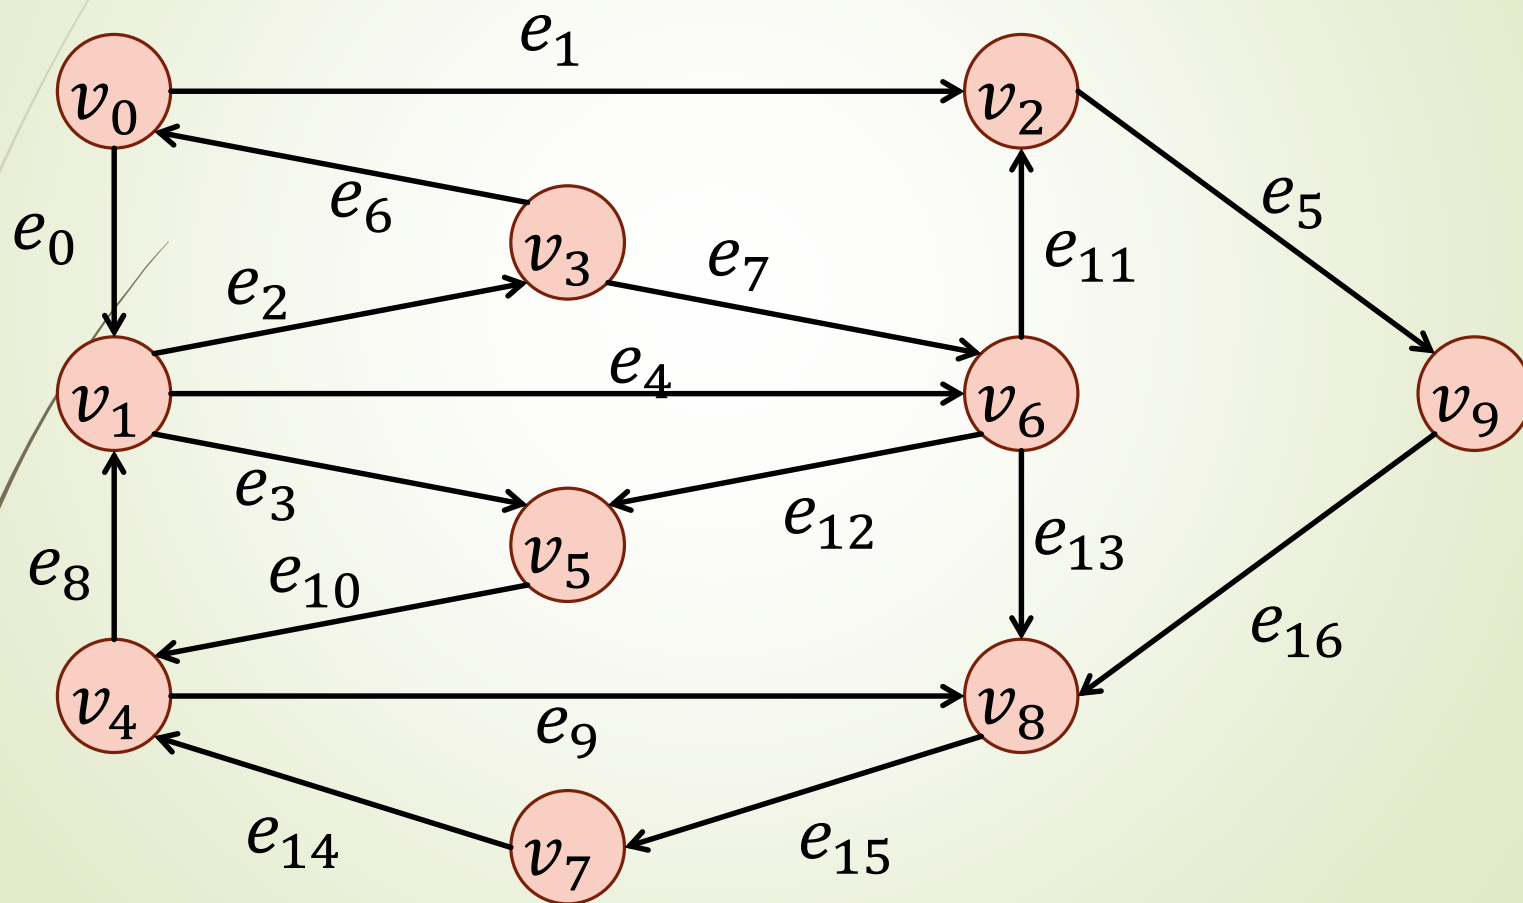 e₁
v₀
v₂
e₆
e₅
e₀
v₃
e₇
e₁₁
e₂
e₄
v₁
v₆
v₉
e₃
e₁₂
e₈
e₁₀
v₅
e₁₃
e₁₆
v₄
e₉
v₈
e₁₄
v₇
e₁₅